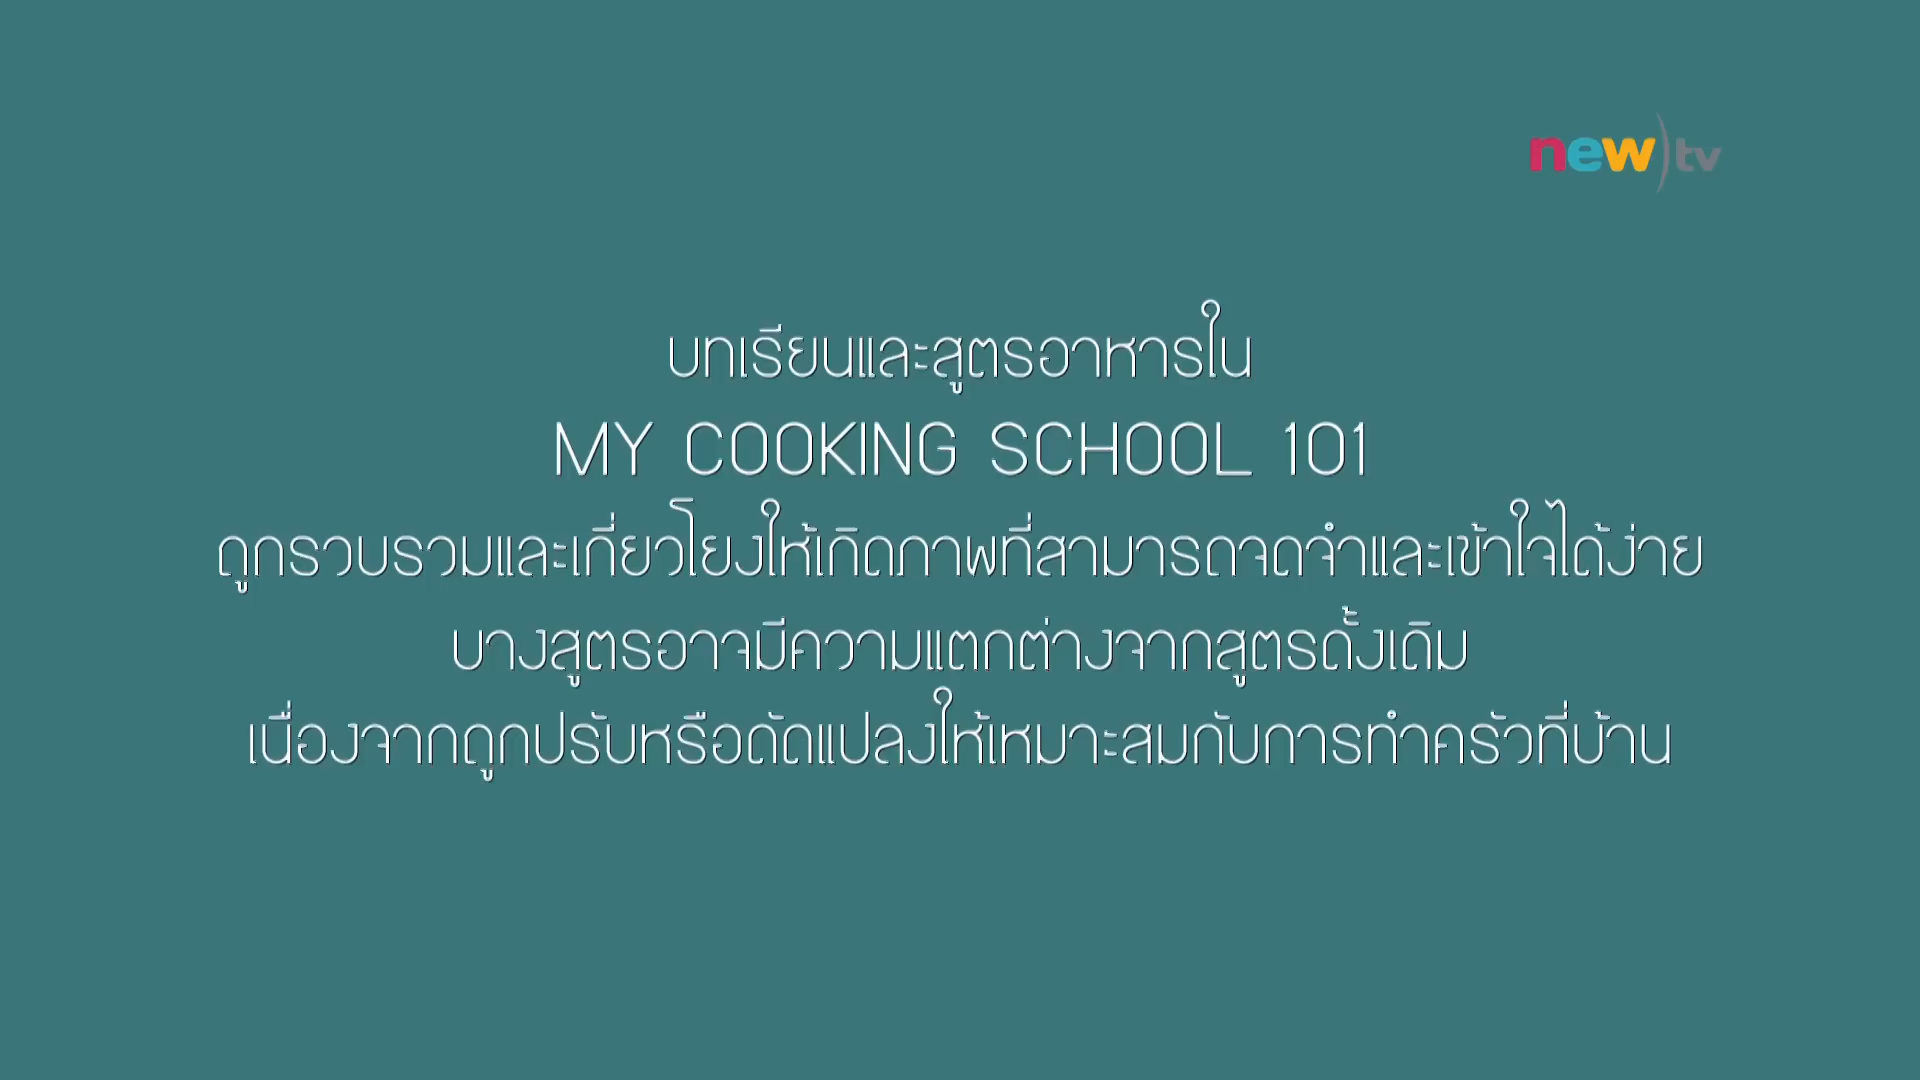 new)tv
บทเรียนและสูตรอาหารใน
MY COOKING SCHOOL 101
ถูกรวบรวมและเกี่ยวโยงให้เกิดภาพที่สามารถจดจำและเข้าใจได้ง่าย
บางสูตรอาจมีความแตกต่างจากสูตรดั้งเดิม
เนื่องจากถูกปรับหรือดัดแปลงให้เหมาะสมกับการทำครัวที่บ้าน